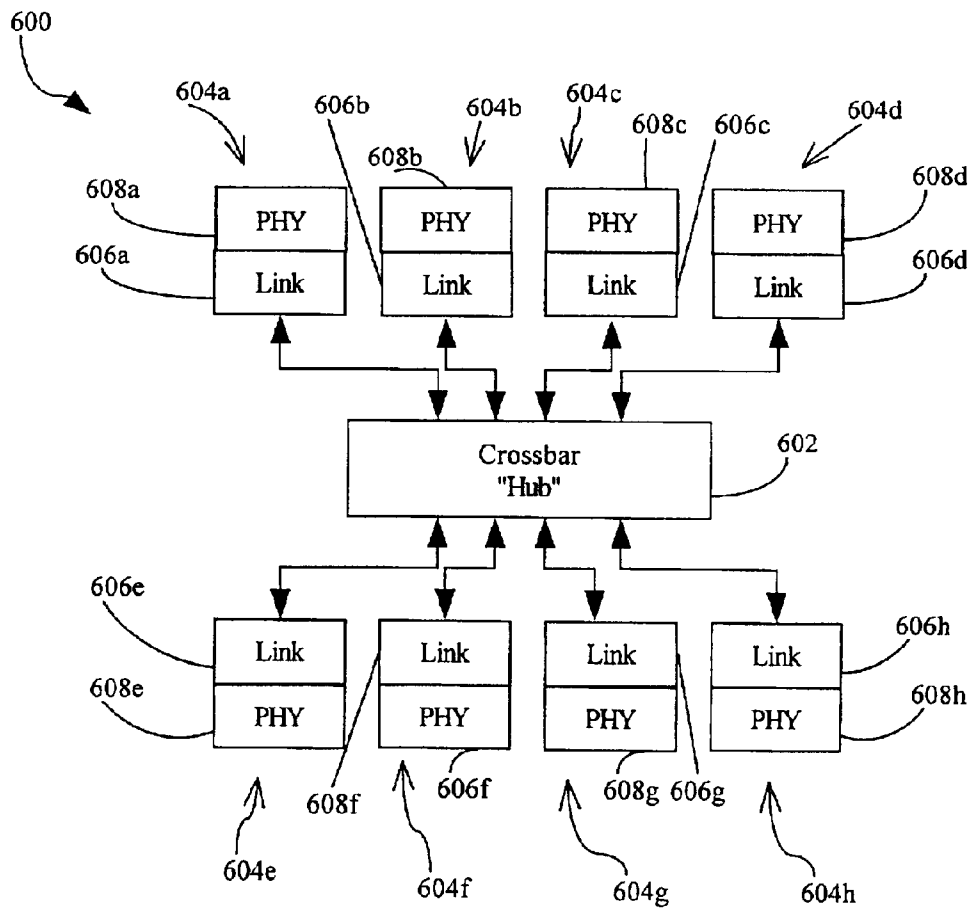 600
604a
606b
604b
604c
608c
606c
604d
608b
608a
608d
PHY
PHY
PHY
PHY
606a
606d
Link
Link
Link
Link
Crossbar
"Hub"
602
606e
606h
Link
Link
Link
Link
608e
608h
PHY
PHY
PHY
PHY
608f
606f
608g
606g
604e
604f
604g
604h